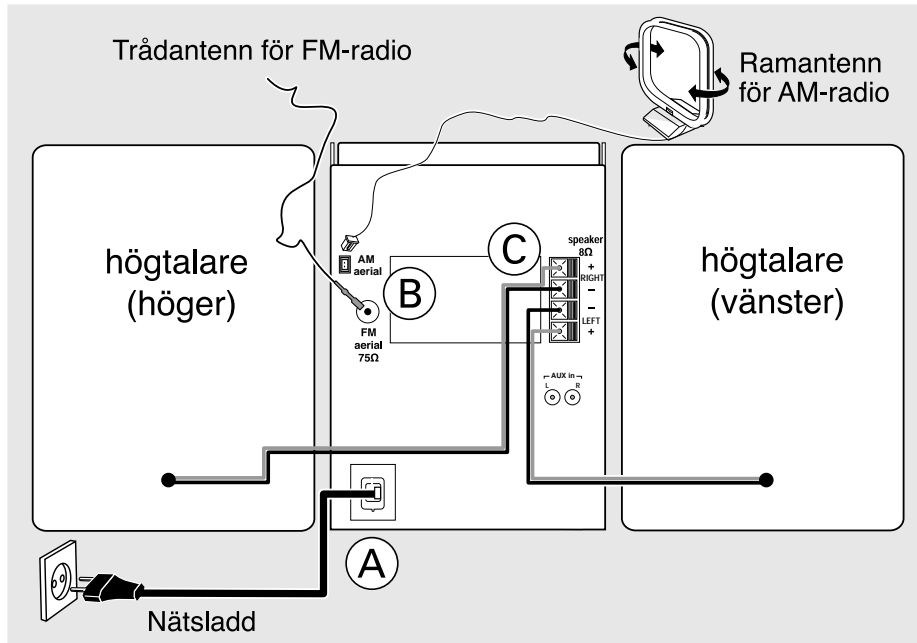 Trådantenn för FM-radio
Ramantenn
för AM-radio
högtalare
(höger)
AM
aerial
B
FM
aerial
75Ω
C
speaker
8Ω
+
RIGHT
–
–
LEFT
+
AUX in
L R
högtalare
(vänster)
A
Nätsladd